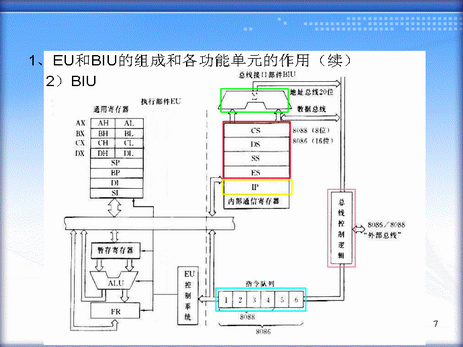 1、EU和BIU的组成和各功能单元的作用（续）
2）BIU
总线接口部件BIU
地址总线20位
执行部件EU
数据总线
通用寄存器
AX AH AL
BX BH BL
CX CH CL
DX DH DL
SP
BP
DI
SI
CS
DS
SS
ES
IP
内部通信寄存器
8088 (8位)
8086 (16位)
总线控制逻辑
8086/8088
"外部总线"
暂存寄存器
ALU
FR
EU控制系统
指令队列
1 2 3 4 5 6
8088
8086
7